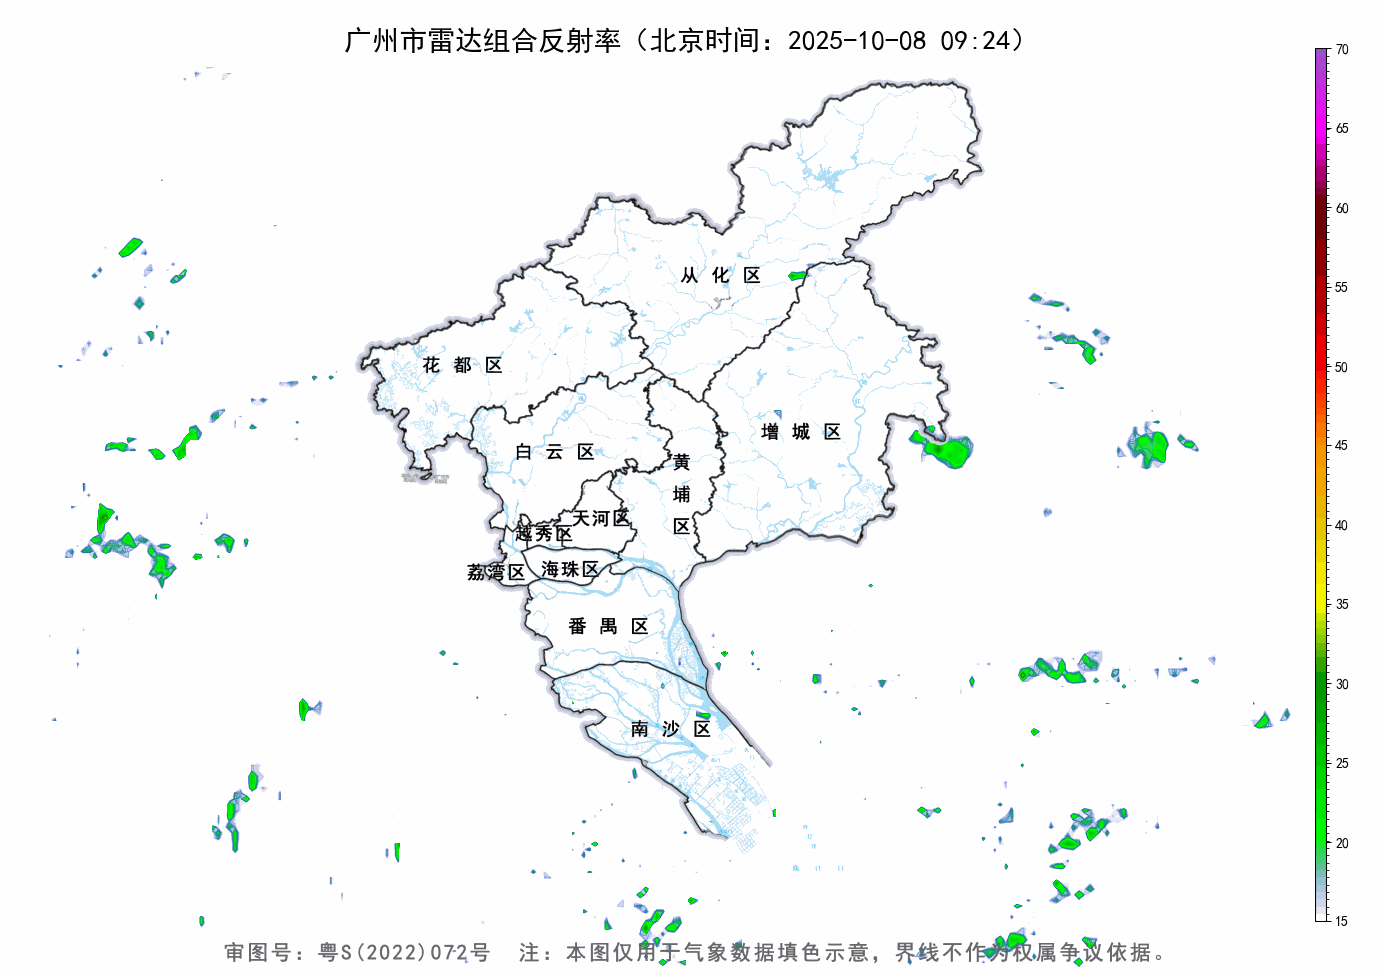 广州市雷达组合反射率（北京时间：2025-10-08 09:24）
70
65
60
55
50
45
40
35
30
25
20
15
从化区
花都区
增城区
白云区
黄埔区
天河区
越秀区
荔湾区
海珠区
番禺区
南沙区
审图号：粤S(2022)072号 注：本图仅用于气象数据填色示意，界线不作为权属争议依据。